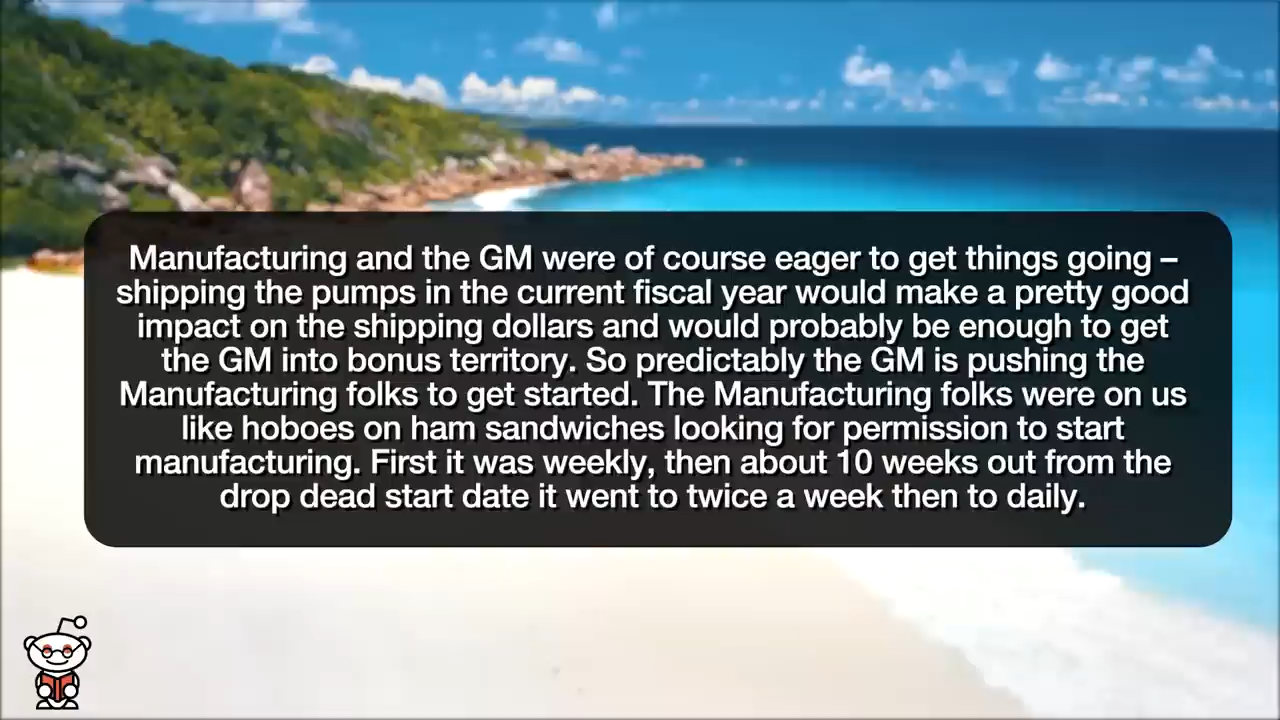 Manufacturing and the GM were of course eager to get things going –
shipping the pumps in the current fiscal year would make a pretty good
impact on the shipping dollars and would probably be enough to get
the GM into bonus territory. So predictably the GM is pushing the
Manufacturing folks to get started. The Manufacturing folks were on us
like hoboes on ham sandwiches looking for permission to start
manufacturing. First it was weekly, then about 10 weeks out from the
drop dead start date it went to twice a week then to daily.